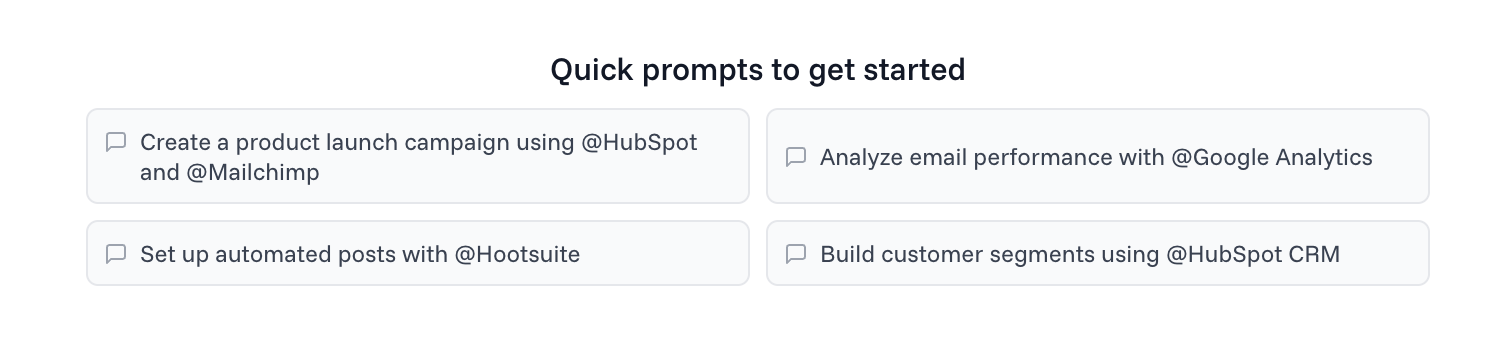 Quick prompts to get started
Create a product launch campaign using @HubSpot
and @Mailchimp
Analyze email performance with @Google Analytics
Set up automated posts with @Hootsuite
Build customer segments using @HubSpot CRM